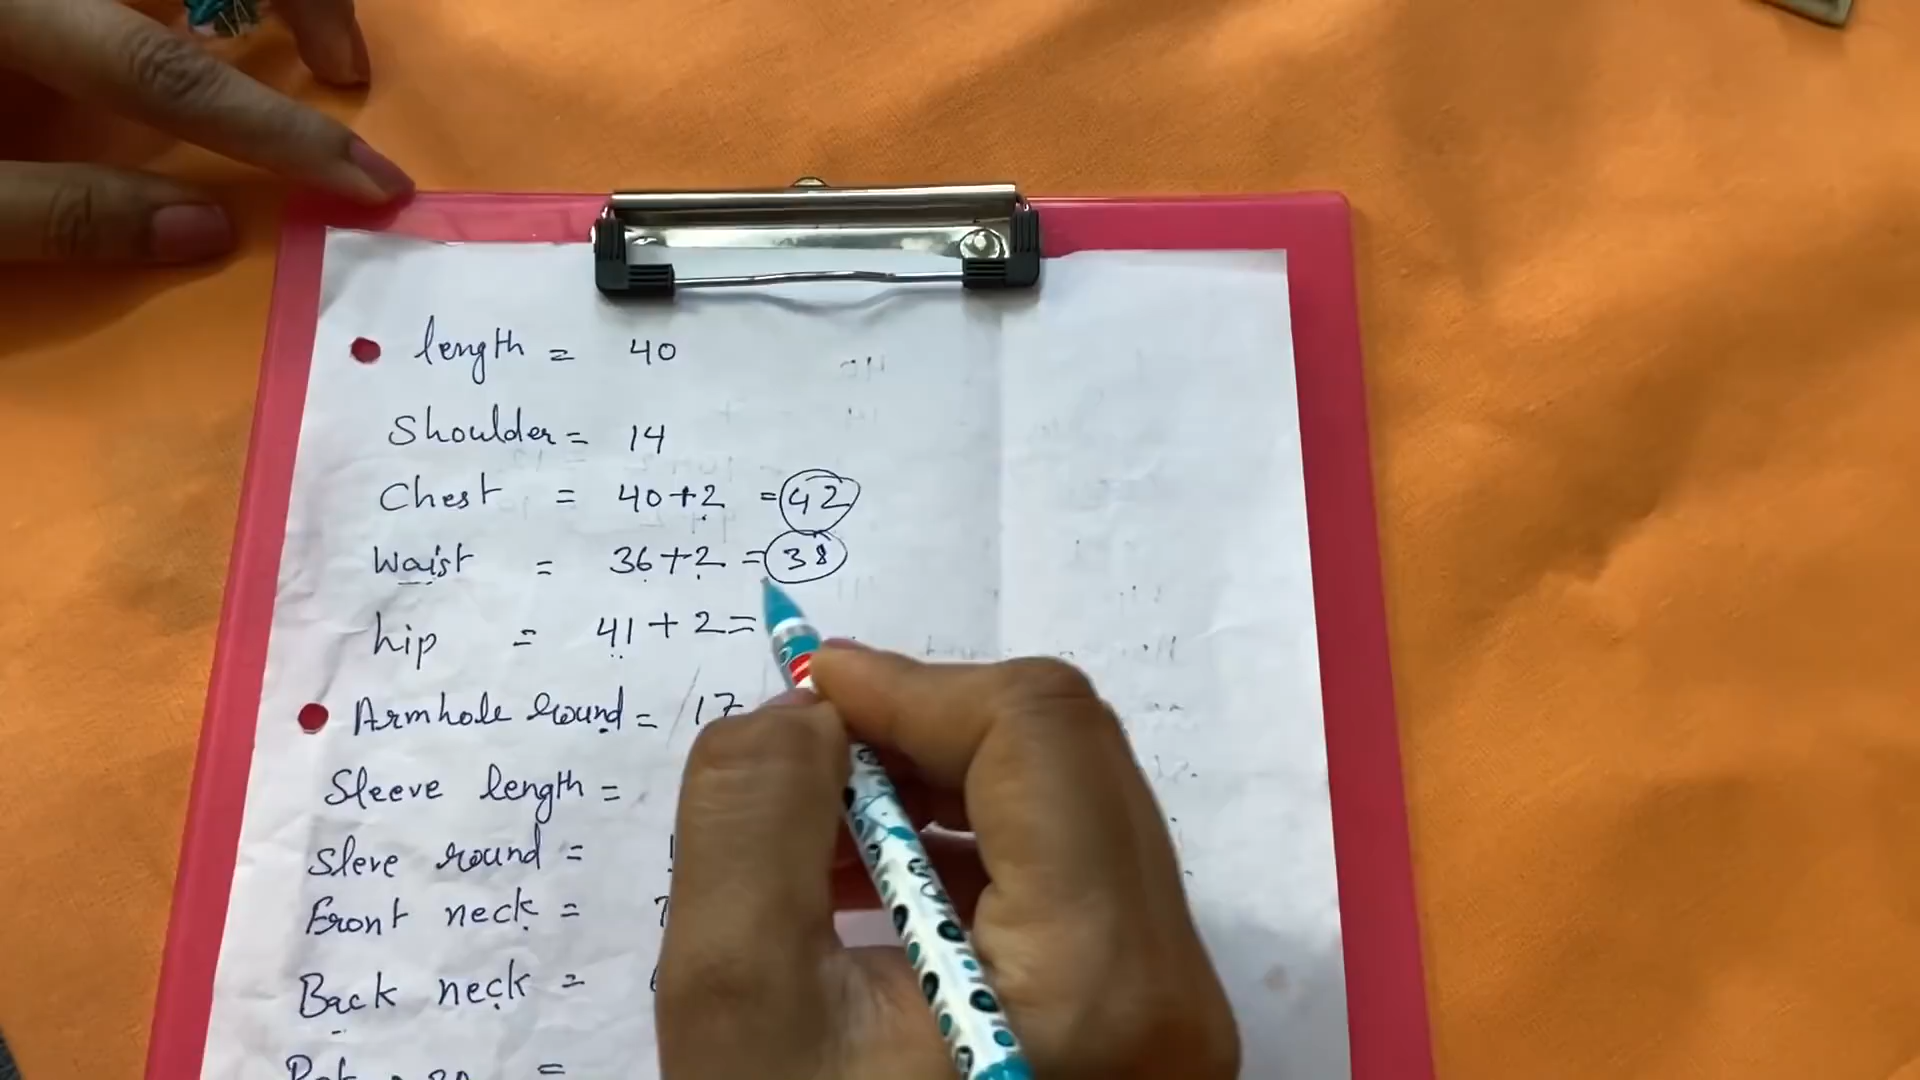 length = 40
Shoulder = 14
Chest = 40+2 = 42
Waist = 36+2 = 38
hip = 41 + 2 =
Armhole round = 17
Sleeve length =
Sleve round =
Front neck = 7
Back neck =
=